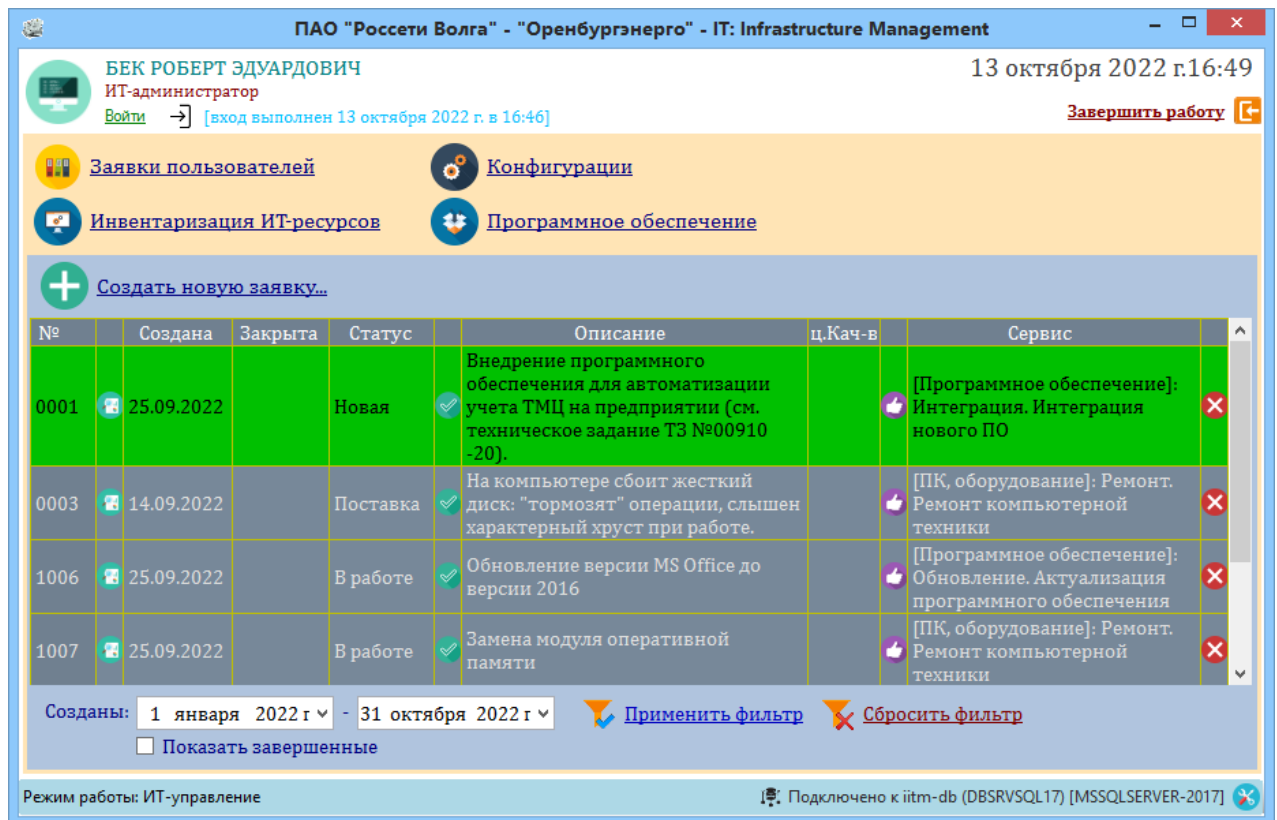 ПАО "Россети Волга" - "Оренбургэнерго" - IT: Infrastructure Management
БЕК РОБЕРТ ЭДУАРДОВИЧ
13 октября 2022 г.16:49
ИТ-администратор
Войти [вход выполнен 13 октября 2022 г. в 16:46]
Завершить работу
Заявки пользователей
Конфигурации
Инвентаризация ИТ-ресурсов
Программное обеспечение
Создать новую заявку...
№ Создана Закрыта Статус Описание ц.Кач-в Сервис
0001 25.09.2022 Новая
Внедрение программного
обеспечения для автоматизации
учета ТМЦ на предприятии (см.
техническое задание ТЗ №00910
-20).
[Программное обеспечение]:
Интеграция. Интеграция
нового ПО
0003 14.09.2022 Поставка
На компьютере сбоит жесткий
диск: "тормозят" операции, слышен
характерный хруст при работе.
[ПК, оборудование]: Ремонт.
Ремонт компьютерной
техники
1006 25.09.2022 В работе
Обновление версии MS Office до
версии 2016
[Программное обеспечение]:
Обновление. Актуализация
программного обеспечения
1007 25.09.2022 В работе
Замена модуля оперативной
памяти
[ПК, оборудование]: Ремонт.
Ремонт компьютерной
техники
Созданы: 1 января 2022 г - 31 октября 2022 г Применить фильтр Сбросить фильтр
Показать завершенные
Режим работы: ИТ-управление
Подключено к iitm-db (DBSRVSQL17) [MSSQLSERVER-2017]